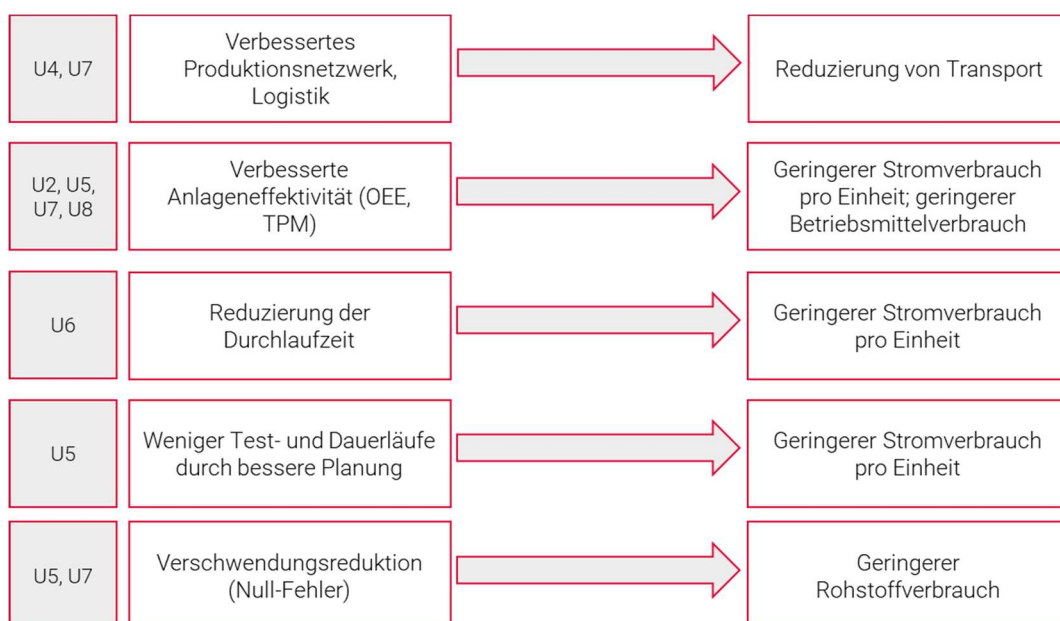 U4, U7
Verbessertes
Produktionsnetzwerk,
Logistik
Reduzierung von Transport
U2, U5,
U7, U8
Verbesserte
Anlageneffektivität (OEE,
TPM)
Geringerer Stromverbrauch
pro Einheit; geringerer
Betriebsmittelverbrauch
U6
Reduzierung der
Durchlaufzeit
Geringerer Stromverbrauch
pro Einheit
U5
Weniger Test- und Dauerläufe
durch bessere Planung
Geringerer Stromverbrauch
pro Einheit
U5, U7
Verschwendungsreduktion
(Null-Fehler)
Geringerer
Rohstoffverbrauch